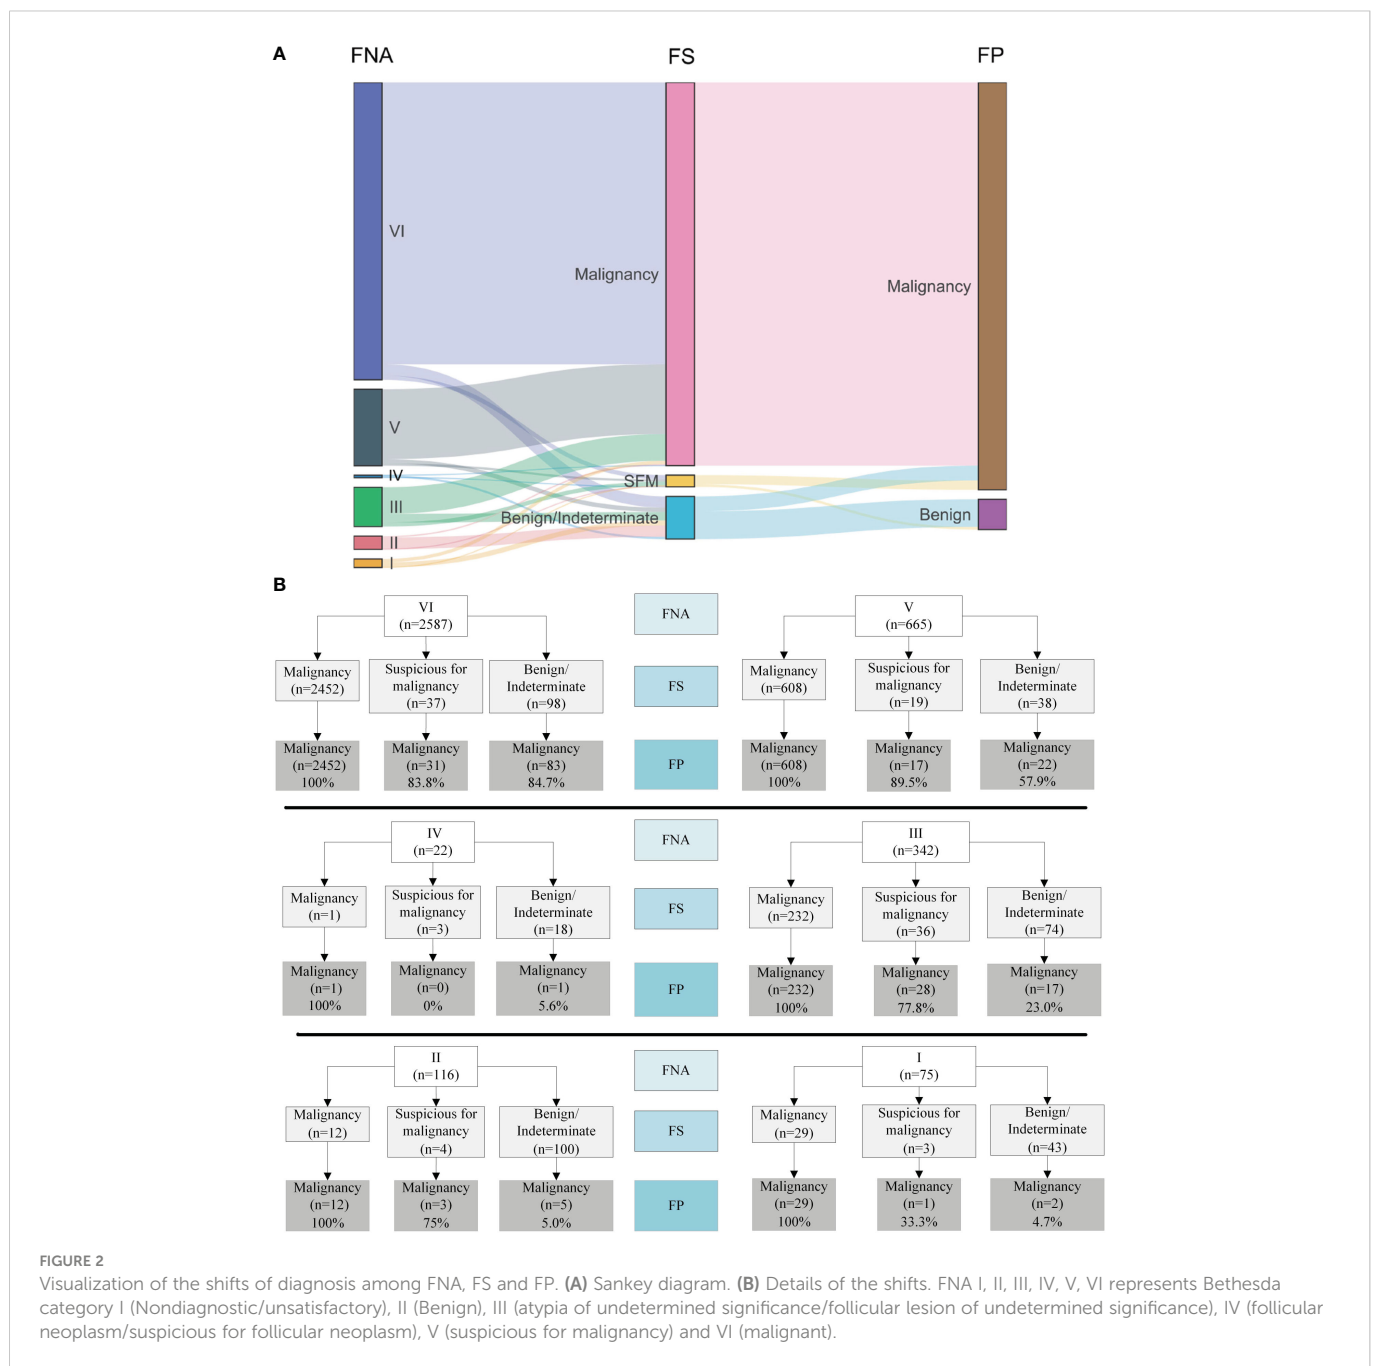 A
FNA
FS
FP
VI
Malignancy
Malignancy
V
IV
SFM
III
Benign/Indeterminate
Benign
II
I
B
VI
(n=2587)
FNA
V
(n=665)
Malignancy
(n=2452)
Suspicious for
malignancy
(n=37)
Benign/
Indeterminate
(n=98)
FS
Malignancy
(n=608)
Suspicious for
malignancy
(n=19)
Benign/
Indeterminate
(n=38)
Malignancy
(n=2452)
100%
Malignancy
(n=31)
83.8%
Malignancy
(n=83)
84.7%
FP
Malignancy
(n=608)
100%
Malignancy
(n=17)
89.5%
Malignancy
(n=22)
57.9%
IV
(n=22)
FNA
III
(n=342)
Malignancy
(n=1)
Suspicious for
malignancy
(n=3)
Benign/
Indeterminate
(n=18)
FS
Malignancy
(n=232)
Suspicious for
malignancy
(n=36)
Benign/
Indeterminate
(n=74)
Malignancy
(n=1)
100%
Malignancy
(n=0)
0%
Malignancy
(n=1)
5.6%
FP
Malignancy
(n=232)
100%
Malignancy
(n=28)
77.8%
Malignancy
(n=17)
23.0%
II
(n=116)
FNA
I
(n=75)
Malignancy
(n=12)
Suspicious for
malignancy
(n=4)
Benign/
Indeterminate
(n=100)
FS
Malignancy
(n=29)
Suspicious for
malignancy
(n=3)
Benign/
Indeterminate
(n=43)
Malignancy
(n=12)
100%
Malignancy
(n=3)
75%
Malignancy
(n=5)
5.0%
FP
Malignancy
(n=29)
100%
Malignancy
(n=1)
33.3%
Malignancy
(n=2)
4.7%
FIGURE 2
Visualization of the shifts of diagnosis among FNA, FS and FP. (A) Sankey diagram. (B) Details of the shifts. FNA I, II, III, IV, V, VI represents Bethesda
category I (Nondiagnostic/unsatisfactory), II (Benign), III (atypia of undetermined significance/follicular lesion of undetermined significance), IV (follicular
neoplasm/suspicious for follicular neoplasm), V (suspicious for malignancy) and VI (malignant).